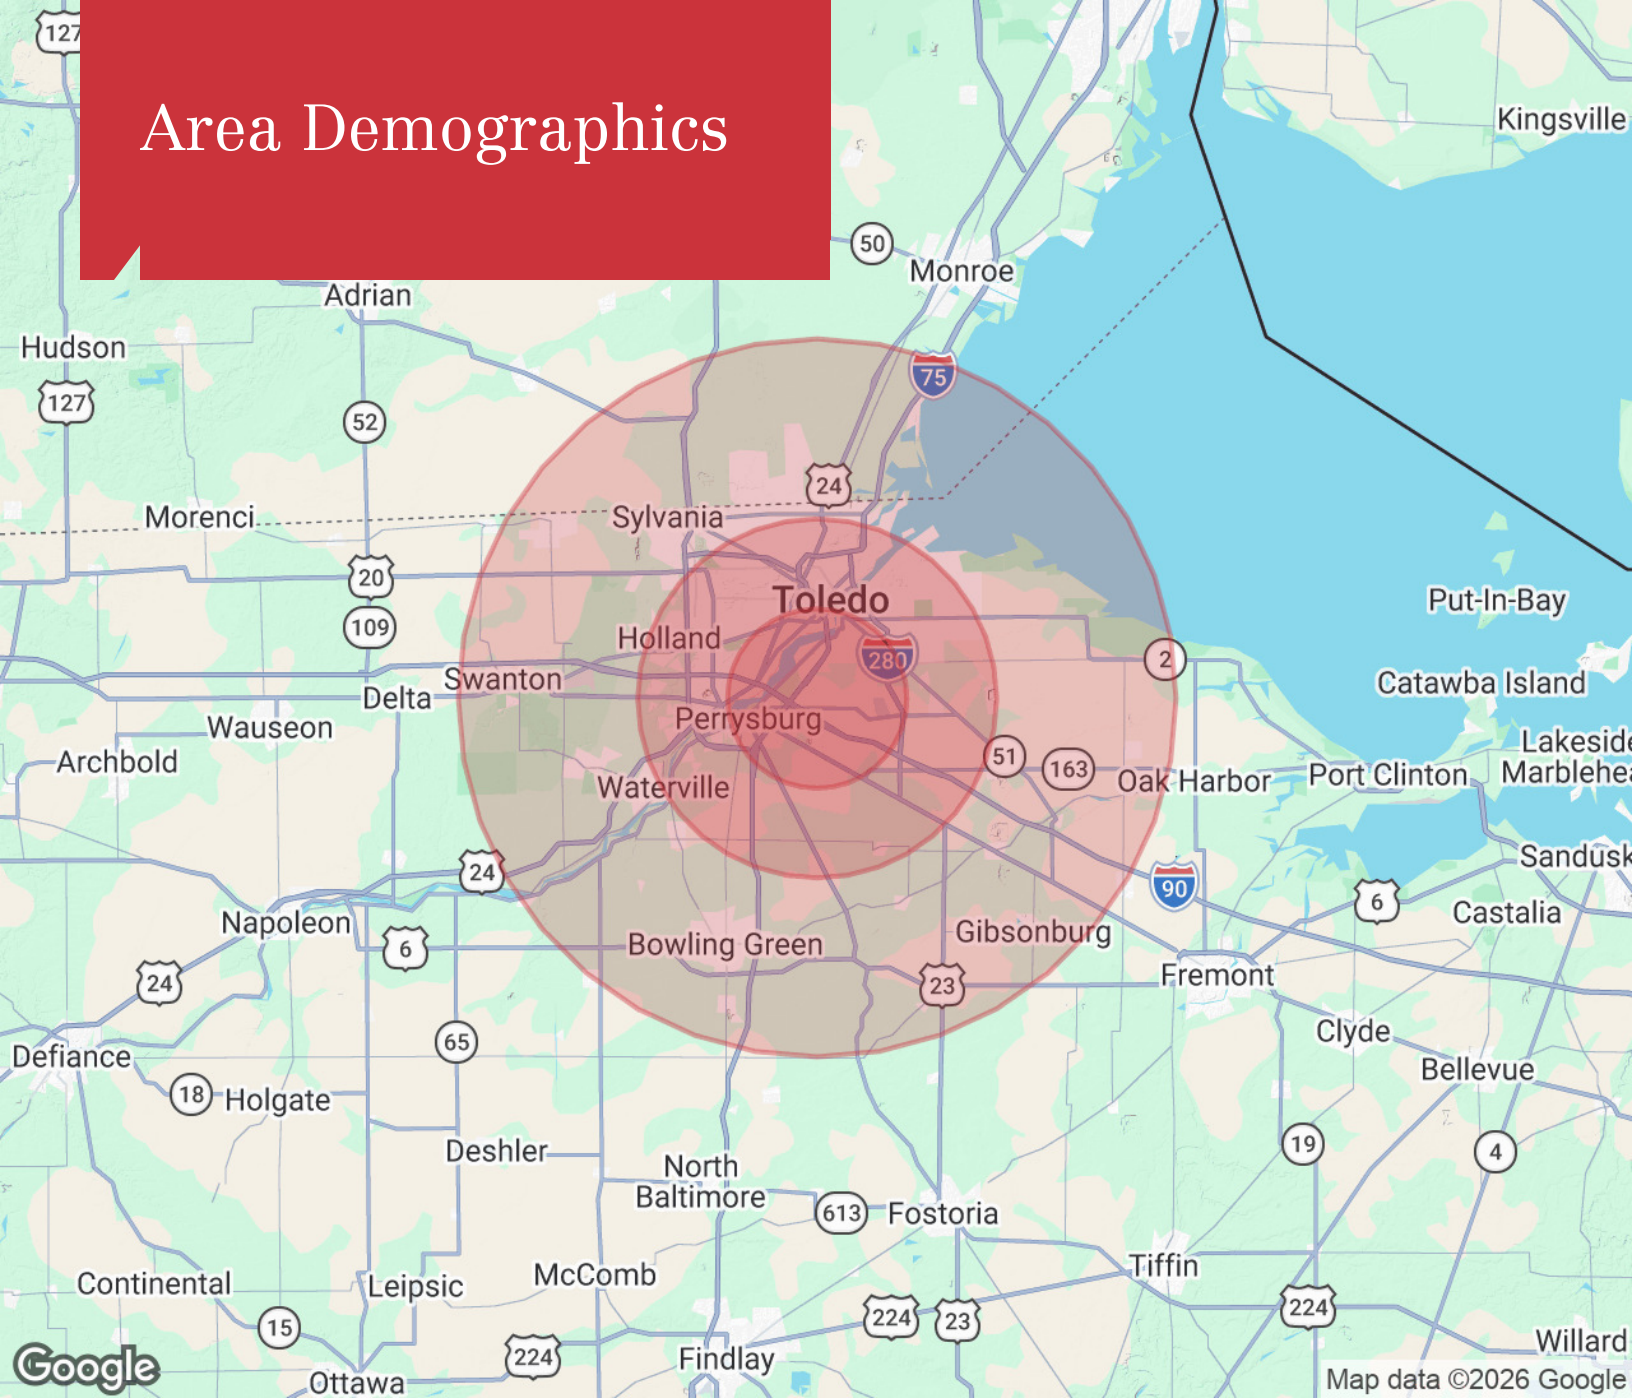 127
Area Demographics
Kingsville
50
Monroe
Adrian
Hudson
75
127
52
24
Morenci
Sylvania
20
Toledo
Put-In-Bay
109
Holland
280
2
Swanton
Catawba Island
Delta
Perrysburg
Wauseon
Lakeside
Marblehea
51
163
Archbold
Oak Harbor
Port Clinton
Waterville
Sandusk
24
90
6
Napoleon
Castalia
Bowling Green
Gibsonburg
6
Fremont
24
23
Clyde
65
Defiance
Bellevue
18
Holgate
19
4
Deshler
North
Baltimore
613
Fostoria
Tiffin
McComb
Continental
Leipsic
224
224
23
15
Willard
224
Findlay
Google
Ottawa
Map data ©2026 Google